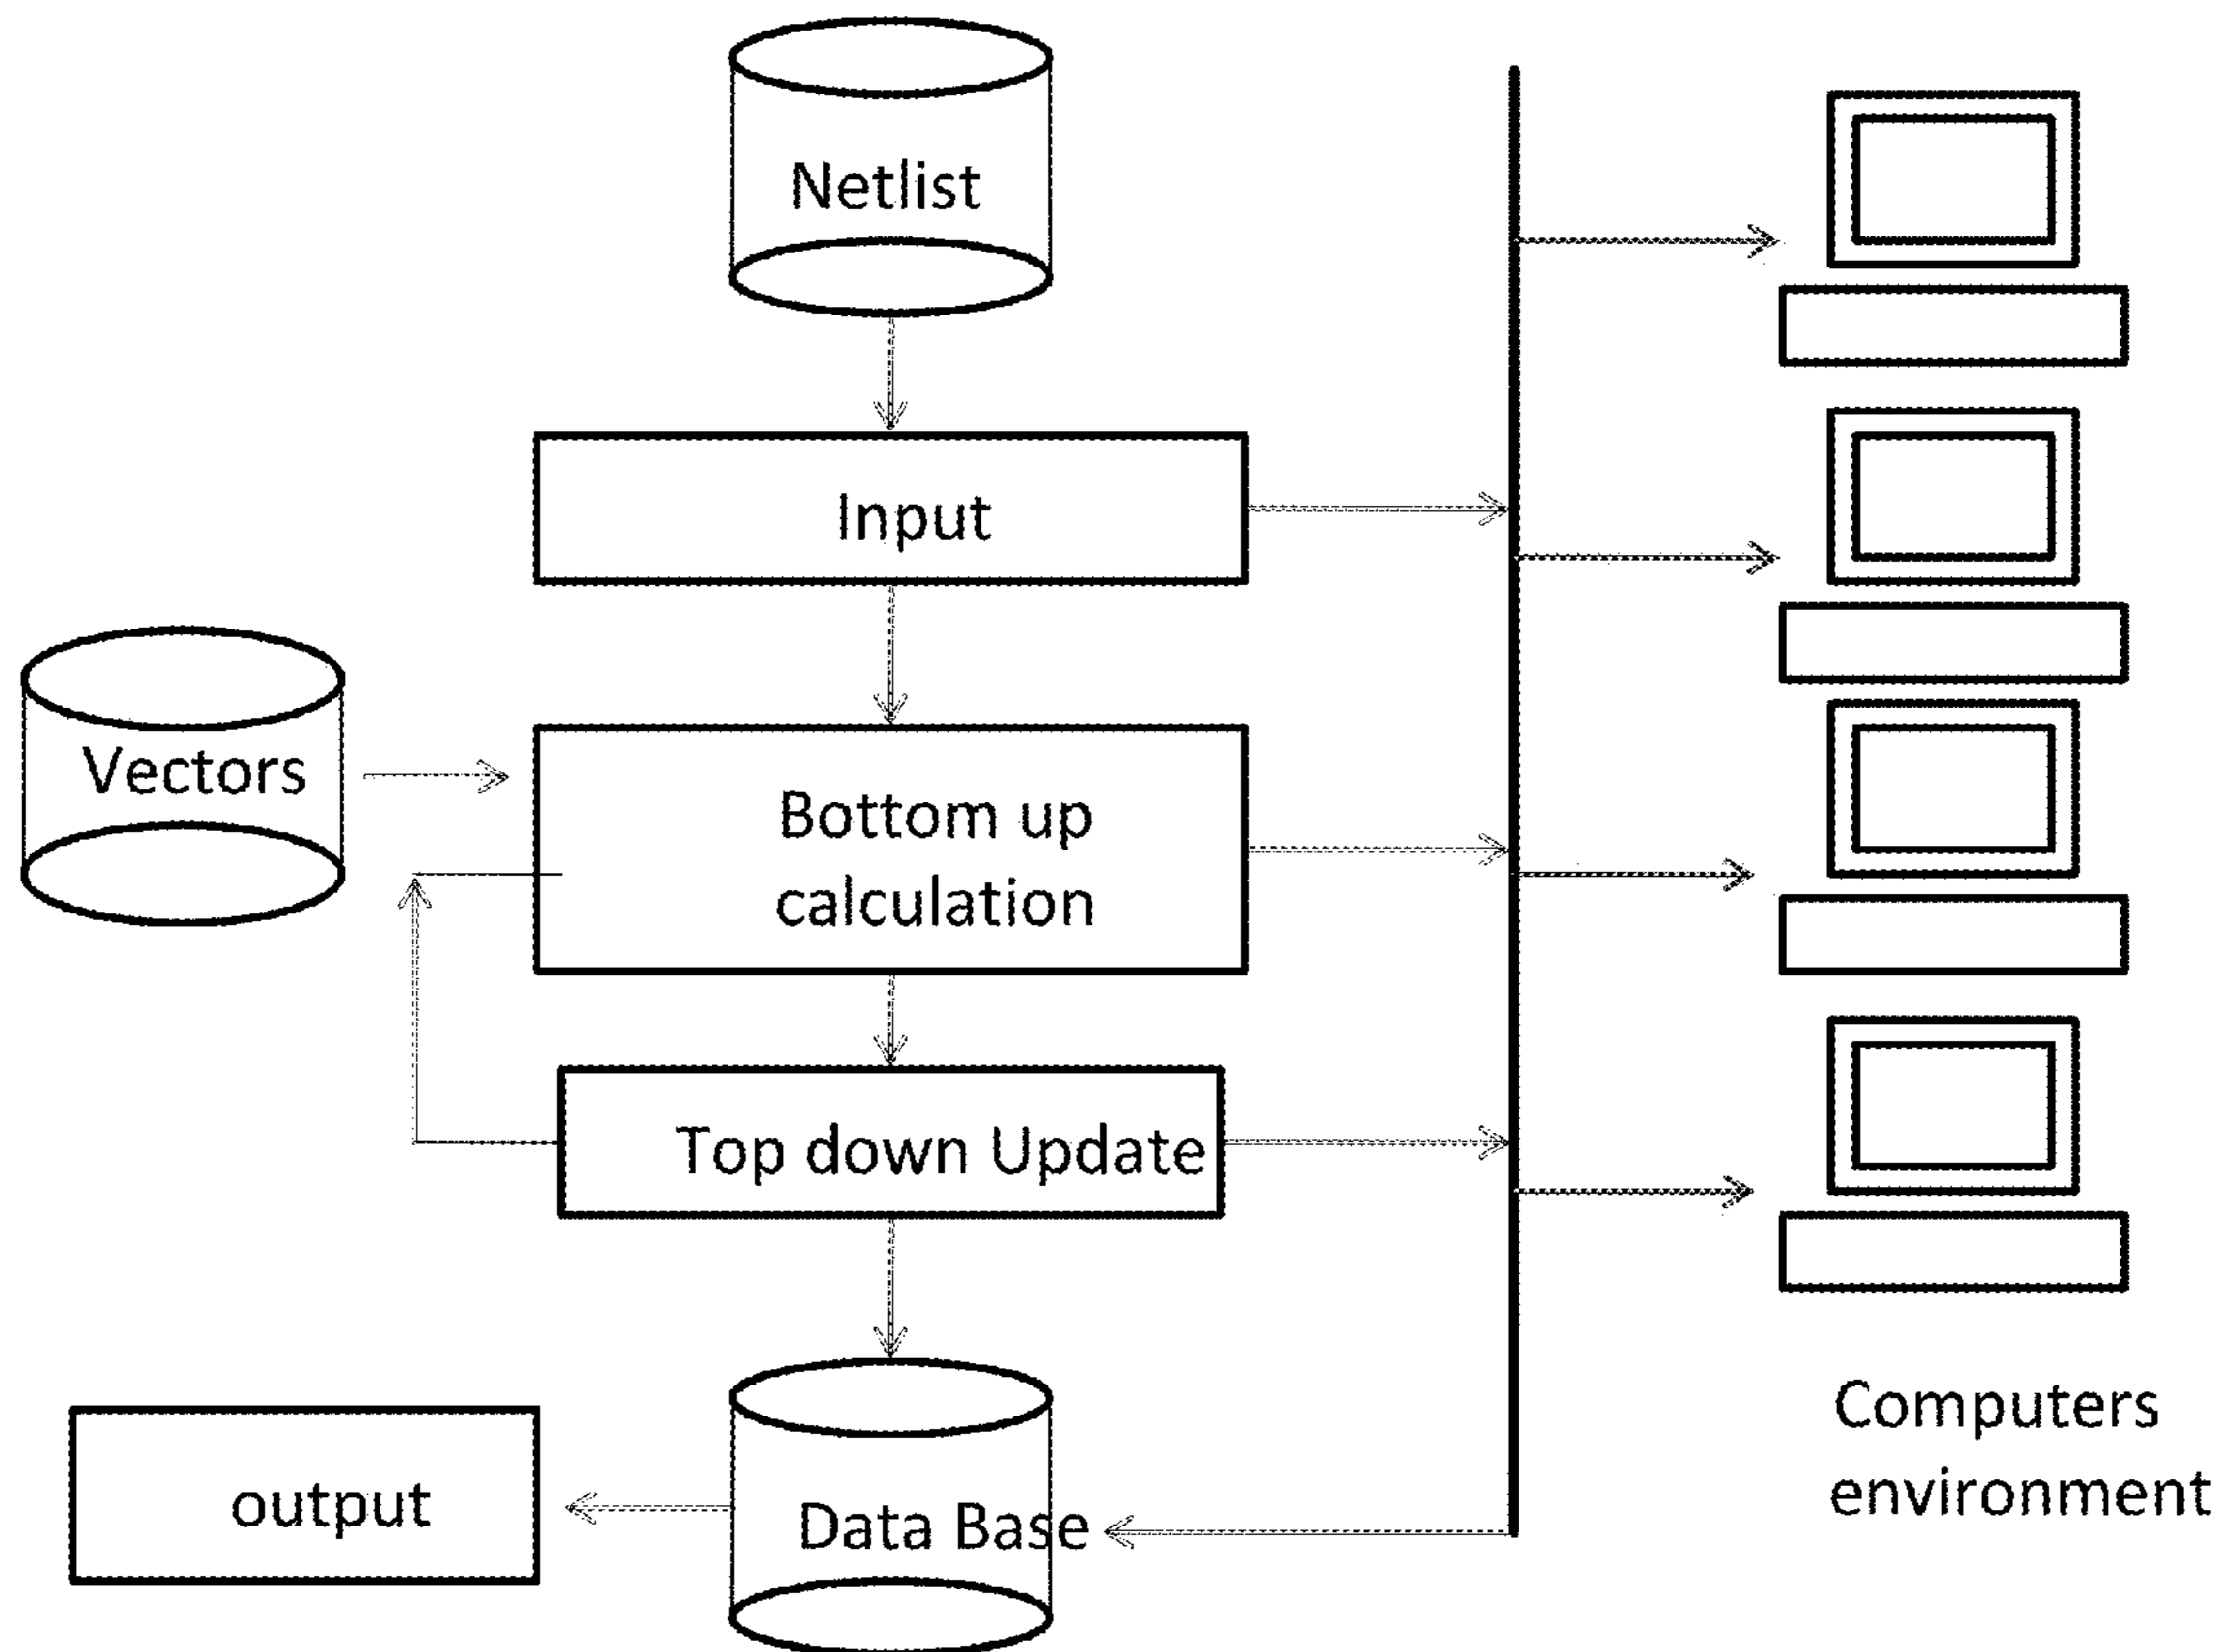 Netlist
Input
Vectors
Bottom up
calculation
Top down Update
Computers
environment
output
Data Base